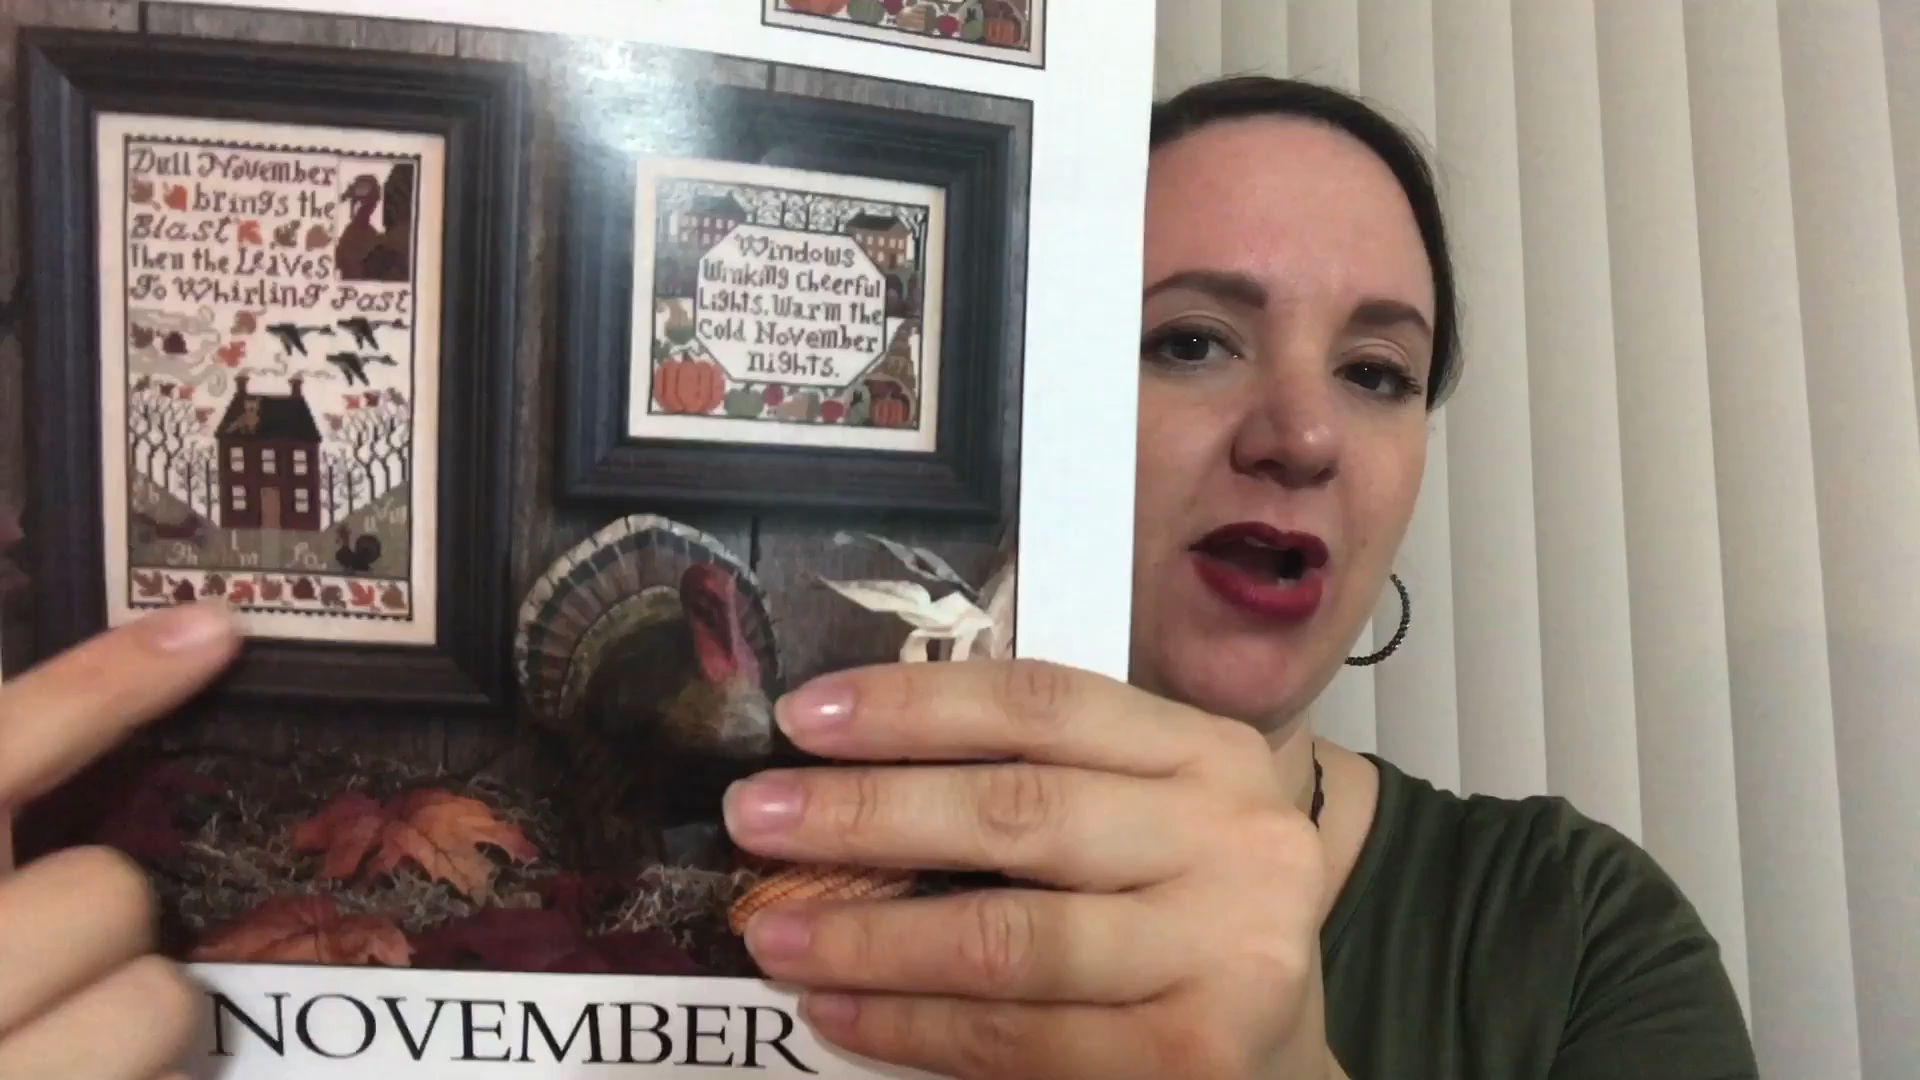 Dull November
brings the
Blast
Then the Leaves
Go Whirling Past
Windows
Winking Cheerful
Lights. Warm the
Cold November
nights.
NOVEMBER